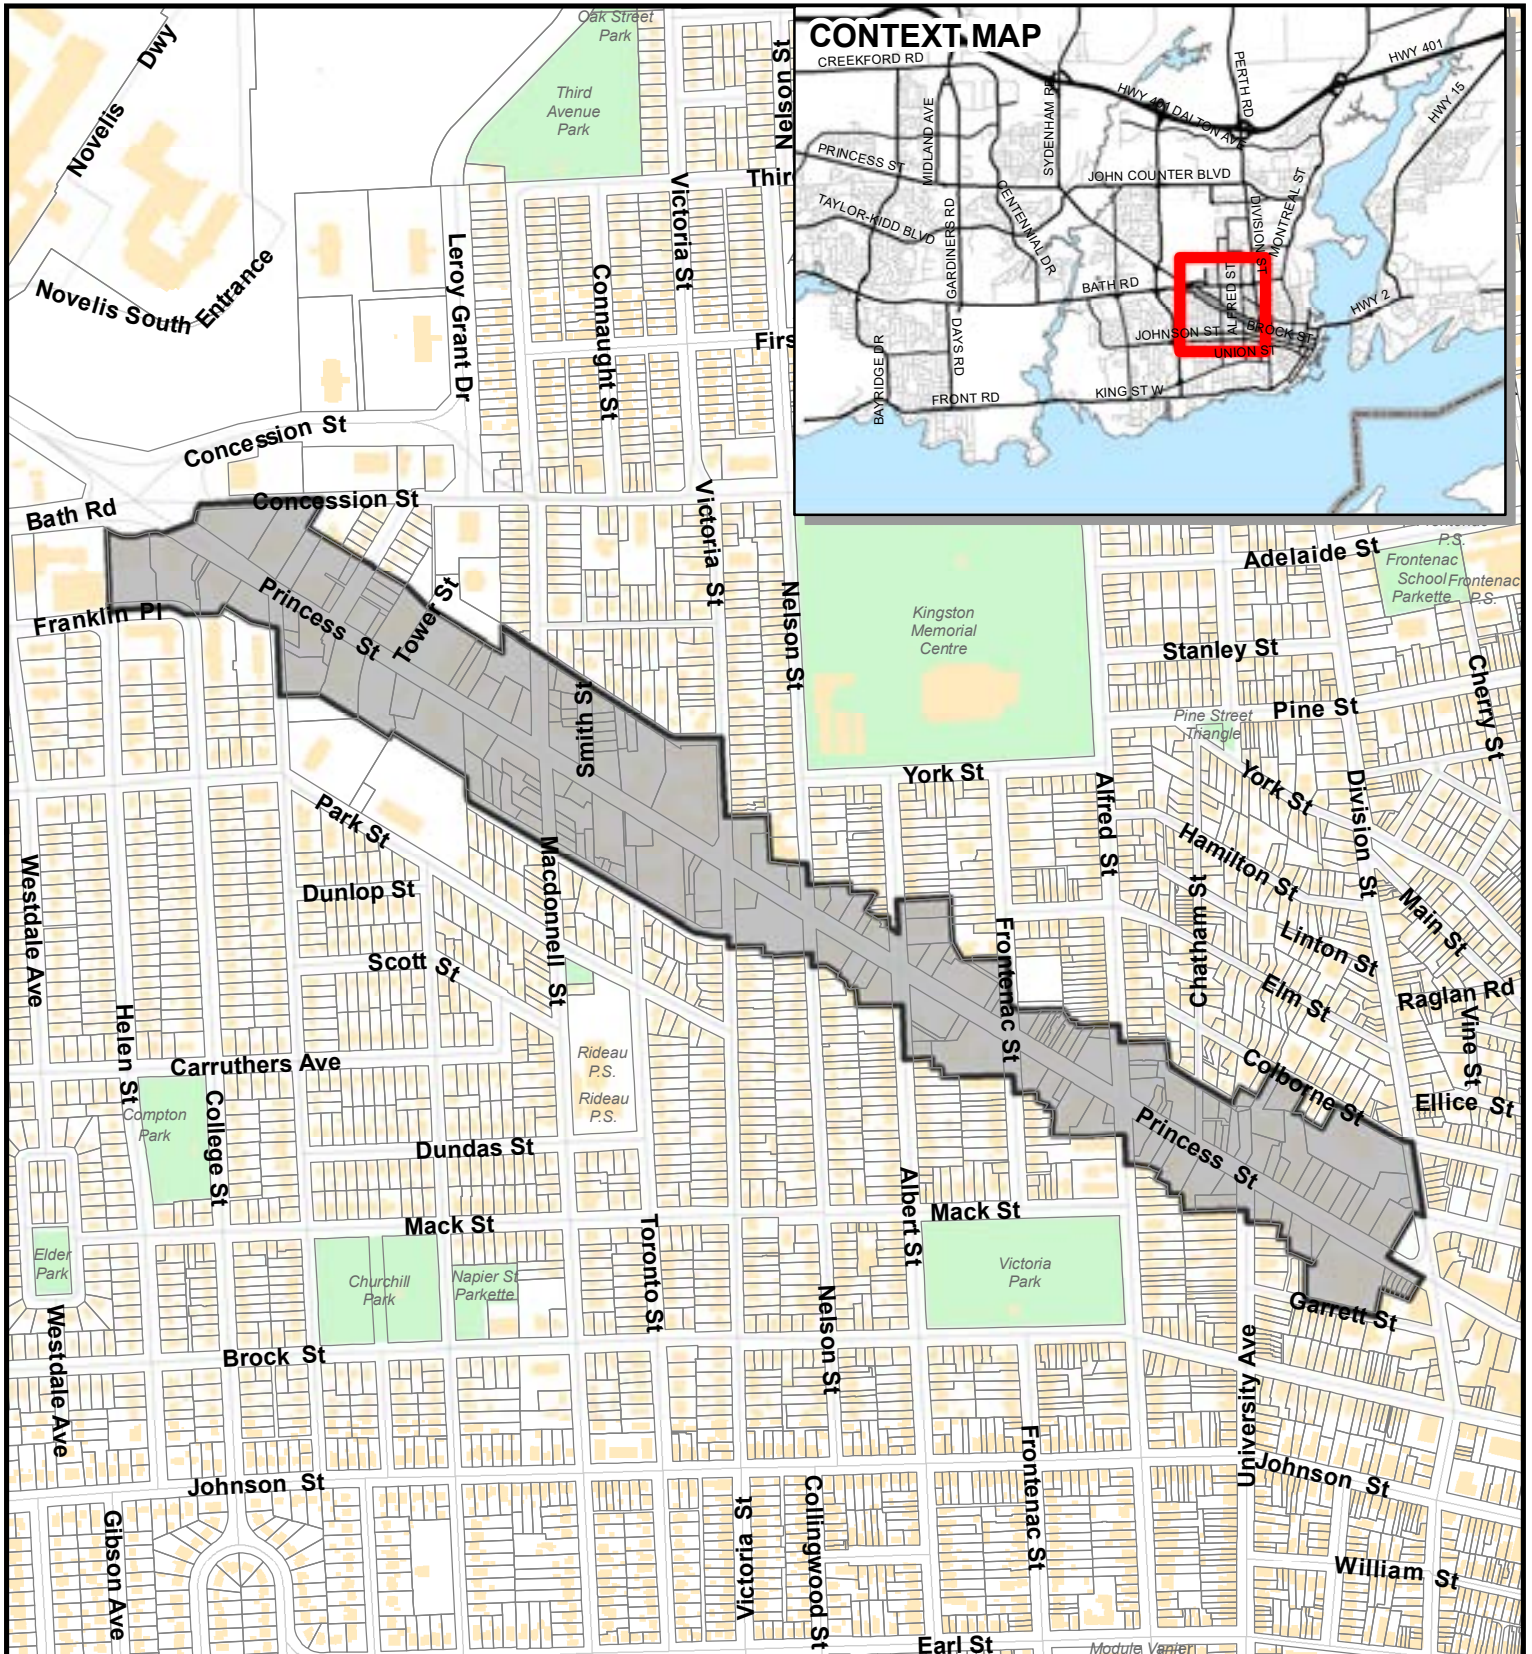 Oak Street
Park
Third
Avenue
Park
Novelis Dwy
Novelis South Entrance
Leroy Grant Dr
Connaught St
Victoria St
Nelson St
Concession St
Concession St
Bath Rd
Franklin Pl
Princess St
Tower St
Smith St
Victoria St
Nelson St
CONTEXT MAP
CREEKFORD RD
HWY 401
PERTH RD
HWY 15
MIDLAND AVE
SYDENHAM RD
HWY 401
DALTON AVE
PRINCESS ST
JOHN COUNTER BLVD
CENTENNIAL DR
TAYLOR-KIDD BLVD
GARDINERS RD
DIVISION ST
MONTREAL ST
BATH RD
ALFRED ST
HWY 2
JOHNSON ST
BROCK ST
UNION ST
BAYRIDGE DR
DAYS RD
FRONT RD
KING ST W
Kingston
Memorial
Centre
Adelaide St
P.S.
Frontenac
School
Parkette
Frontenac
P.S.
Stanley St
Cherry St
Pine Street
Triangle
Pine St
York St
York St
Alfred St
Division St
Hamilton St
Main St
Chatham St
Linton St
Elm St
Raglan Rd
Vine St
Colborne St
Ellice St
Park St
Dunlop St
Macdonnell St
Westdale Ave
Scott St
Helen St
Carruthers Ave
Compton
Park
College St
Rideau
P.S.
Rideau
P.S.
Dundas St
Frontenac St
Princess St
Mack St
Mack St
Albert St
Toronto St
Elder
Park
Churchill
Park
Napier St
Parkette
Victoria
Park
Nelson St
Garrett St
University Ave
Westdale Ave
Brock St
Johnson St
Johnson St
Gibson Ave
Victoria St
Collingwood St
Frontenac St
William St
Earl St
Module Vanier